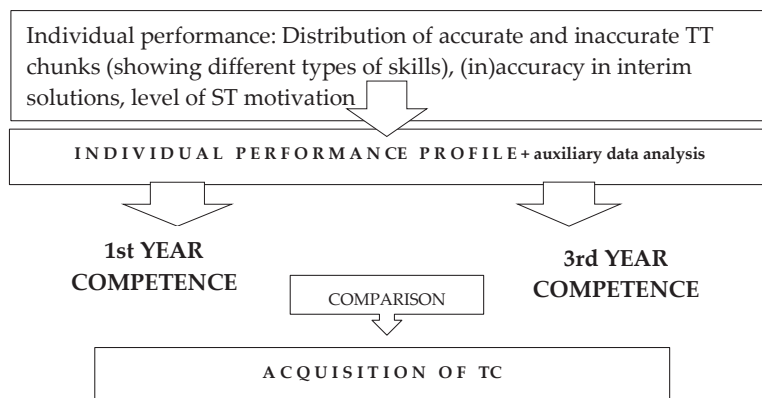 Individual performance: Distribution of accurate and inaccurate TT
chunks (showing different types of skills), (in)accuracy in interim
solutions, level of ST motivation
INDIVIDUAL PERFORMANCE PROFILE + auxiliary data analysis
1st YEAR
COMPETENCE
3rd YEAR
COMPETENCE
COMPARISON
ACQUISITION OF TC